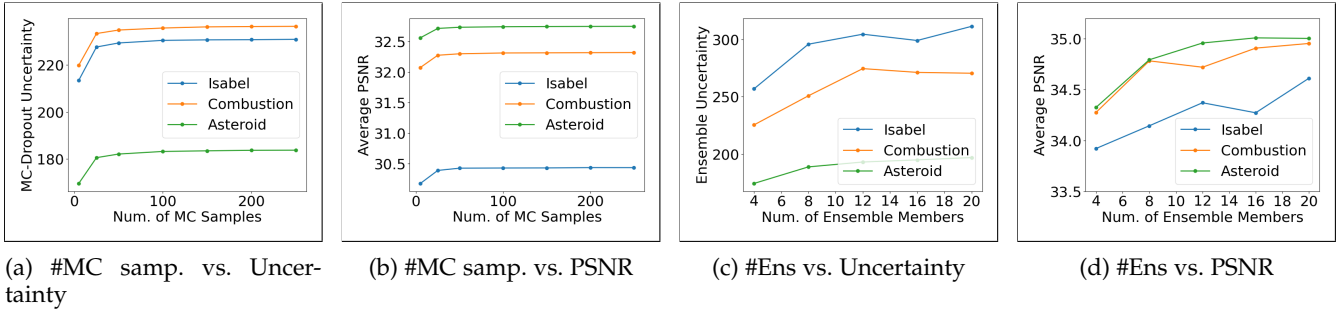 MC-Dropout Uncertainty
220
200
180
0
100
200
Num. of MC Samples
Isabel
Combustion
Asteroid
Average PSNR
32.5
32.0
31.5
31.0
30.5
0
100
200
Num. of MC Samples
Isabel
Combustion
Asteroid
Ensemble Uncertainty
300
250
200
4 6 8 10 12 14 16 18 20
Num. of Ensemble Members
Isabel
Combustion
Asteroid
Average PSNR
35.0
34.5
34.0
33.5
4 6 8 10 12 14 16 18 20
Num. of Ensemble Members
Isabel
Combustion
Asteroid
(a) #MC samp. vs. Uncer-
tainty
(b) #MC samp. vs. PSNR
(c) #Ens vs. Uncertainty
(d) #Ens vs. PSNR